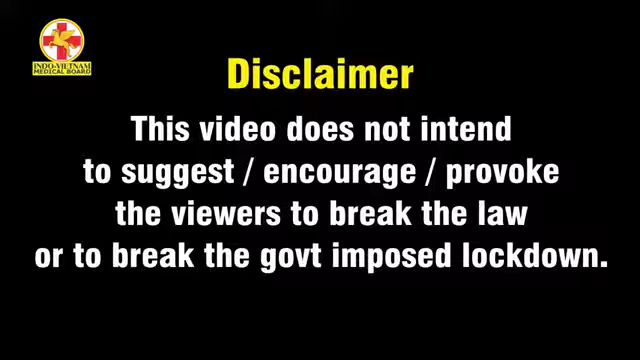 INDO-VIETNAM
MEDICAL BOARD
Disclaimer
This video does not intend
to suggest / encourage / provoke
the viewers to break the law
or to break the govt imposed lockdown.